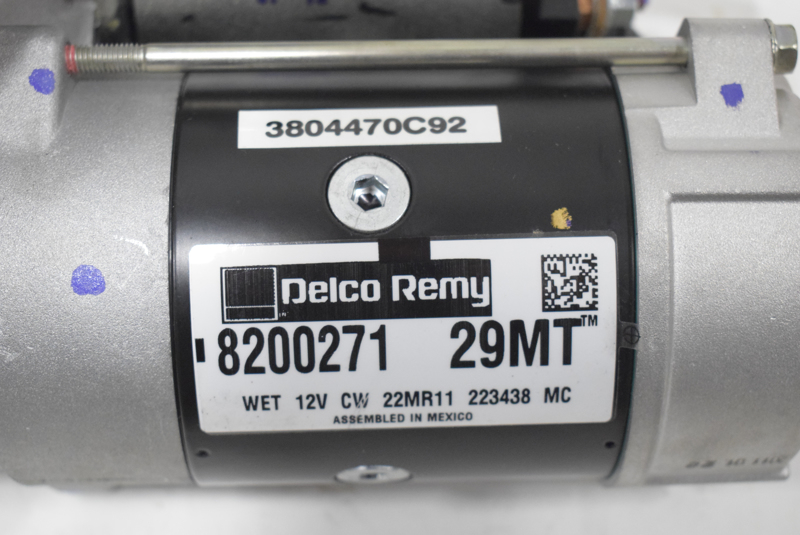 3804470C92
Delco Remy
8200271 29MT™
WET 12V CW 22MR11 223438 MC
ASSEMBLED IN MEXICO